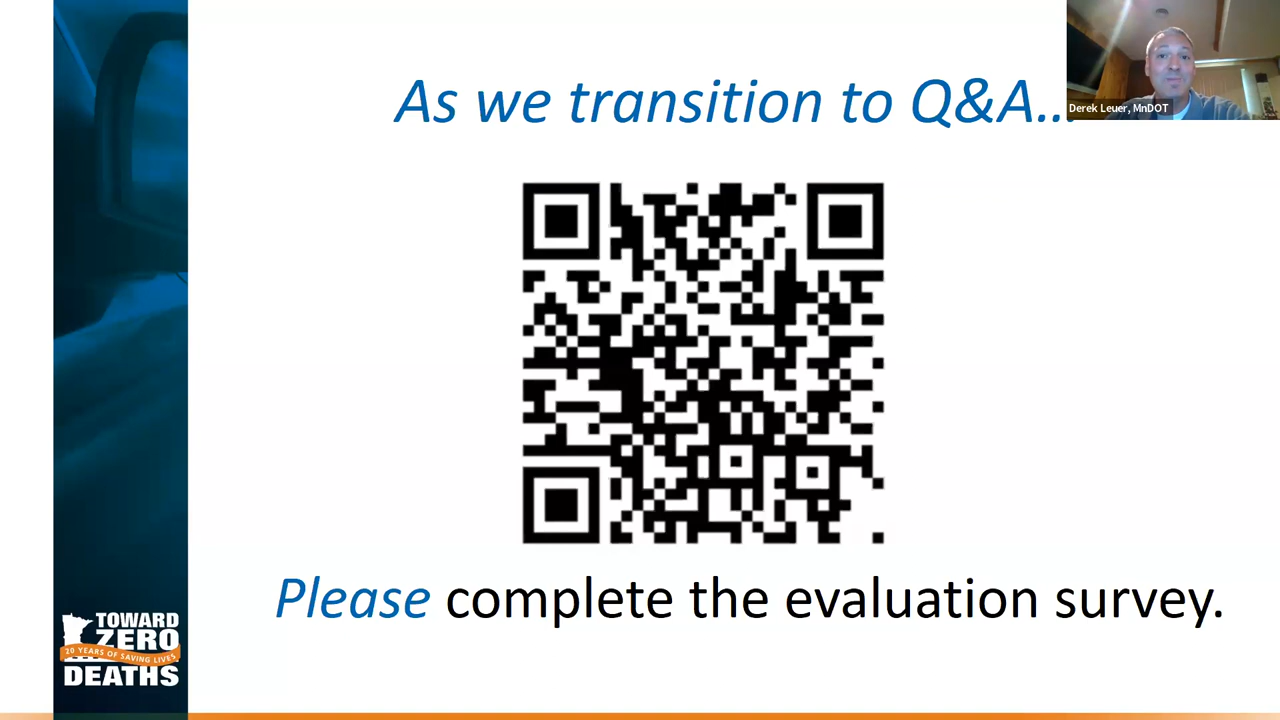 As we transition to Q&A...
Derek Leuer, MnDOT
Please complete the evaluation survey.
TOWARD
ZERO
20 YEARS OF SAVING LIVES
DEATHS